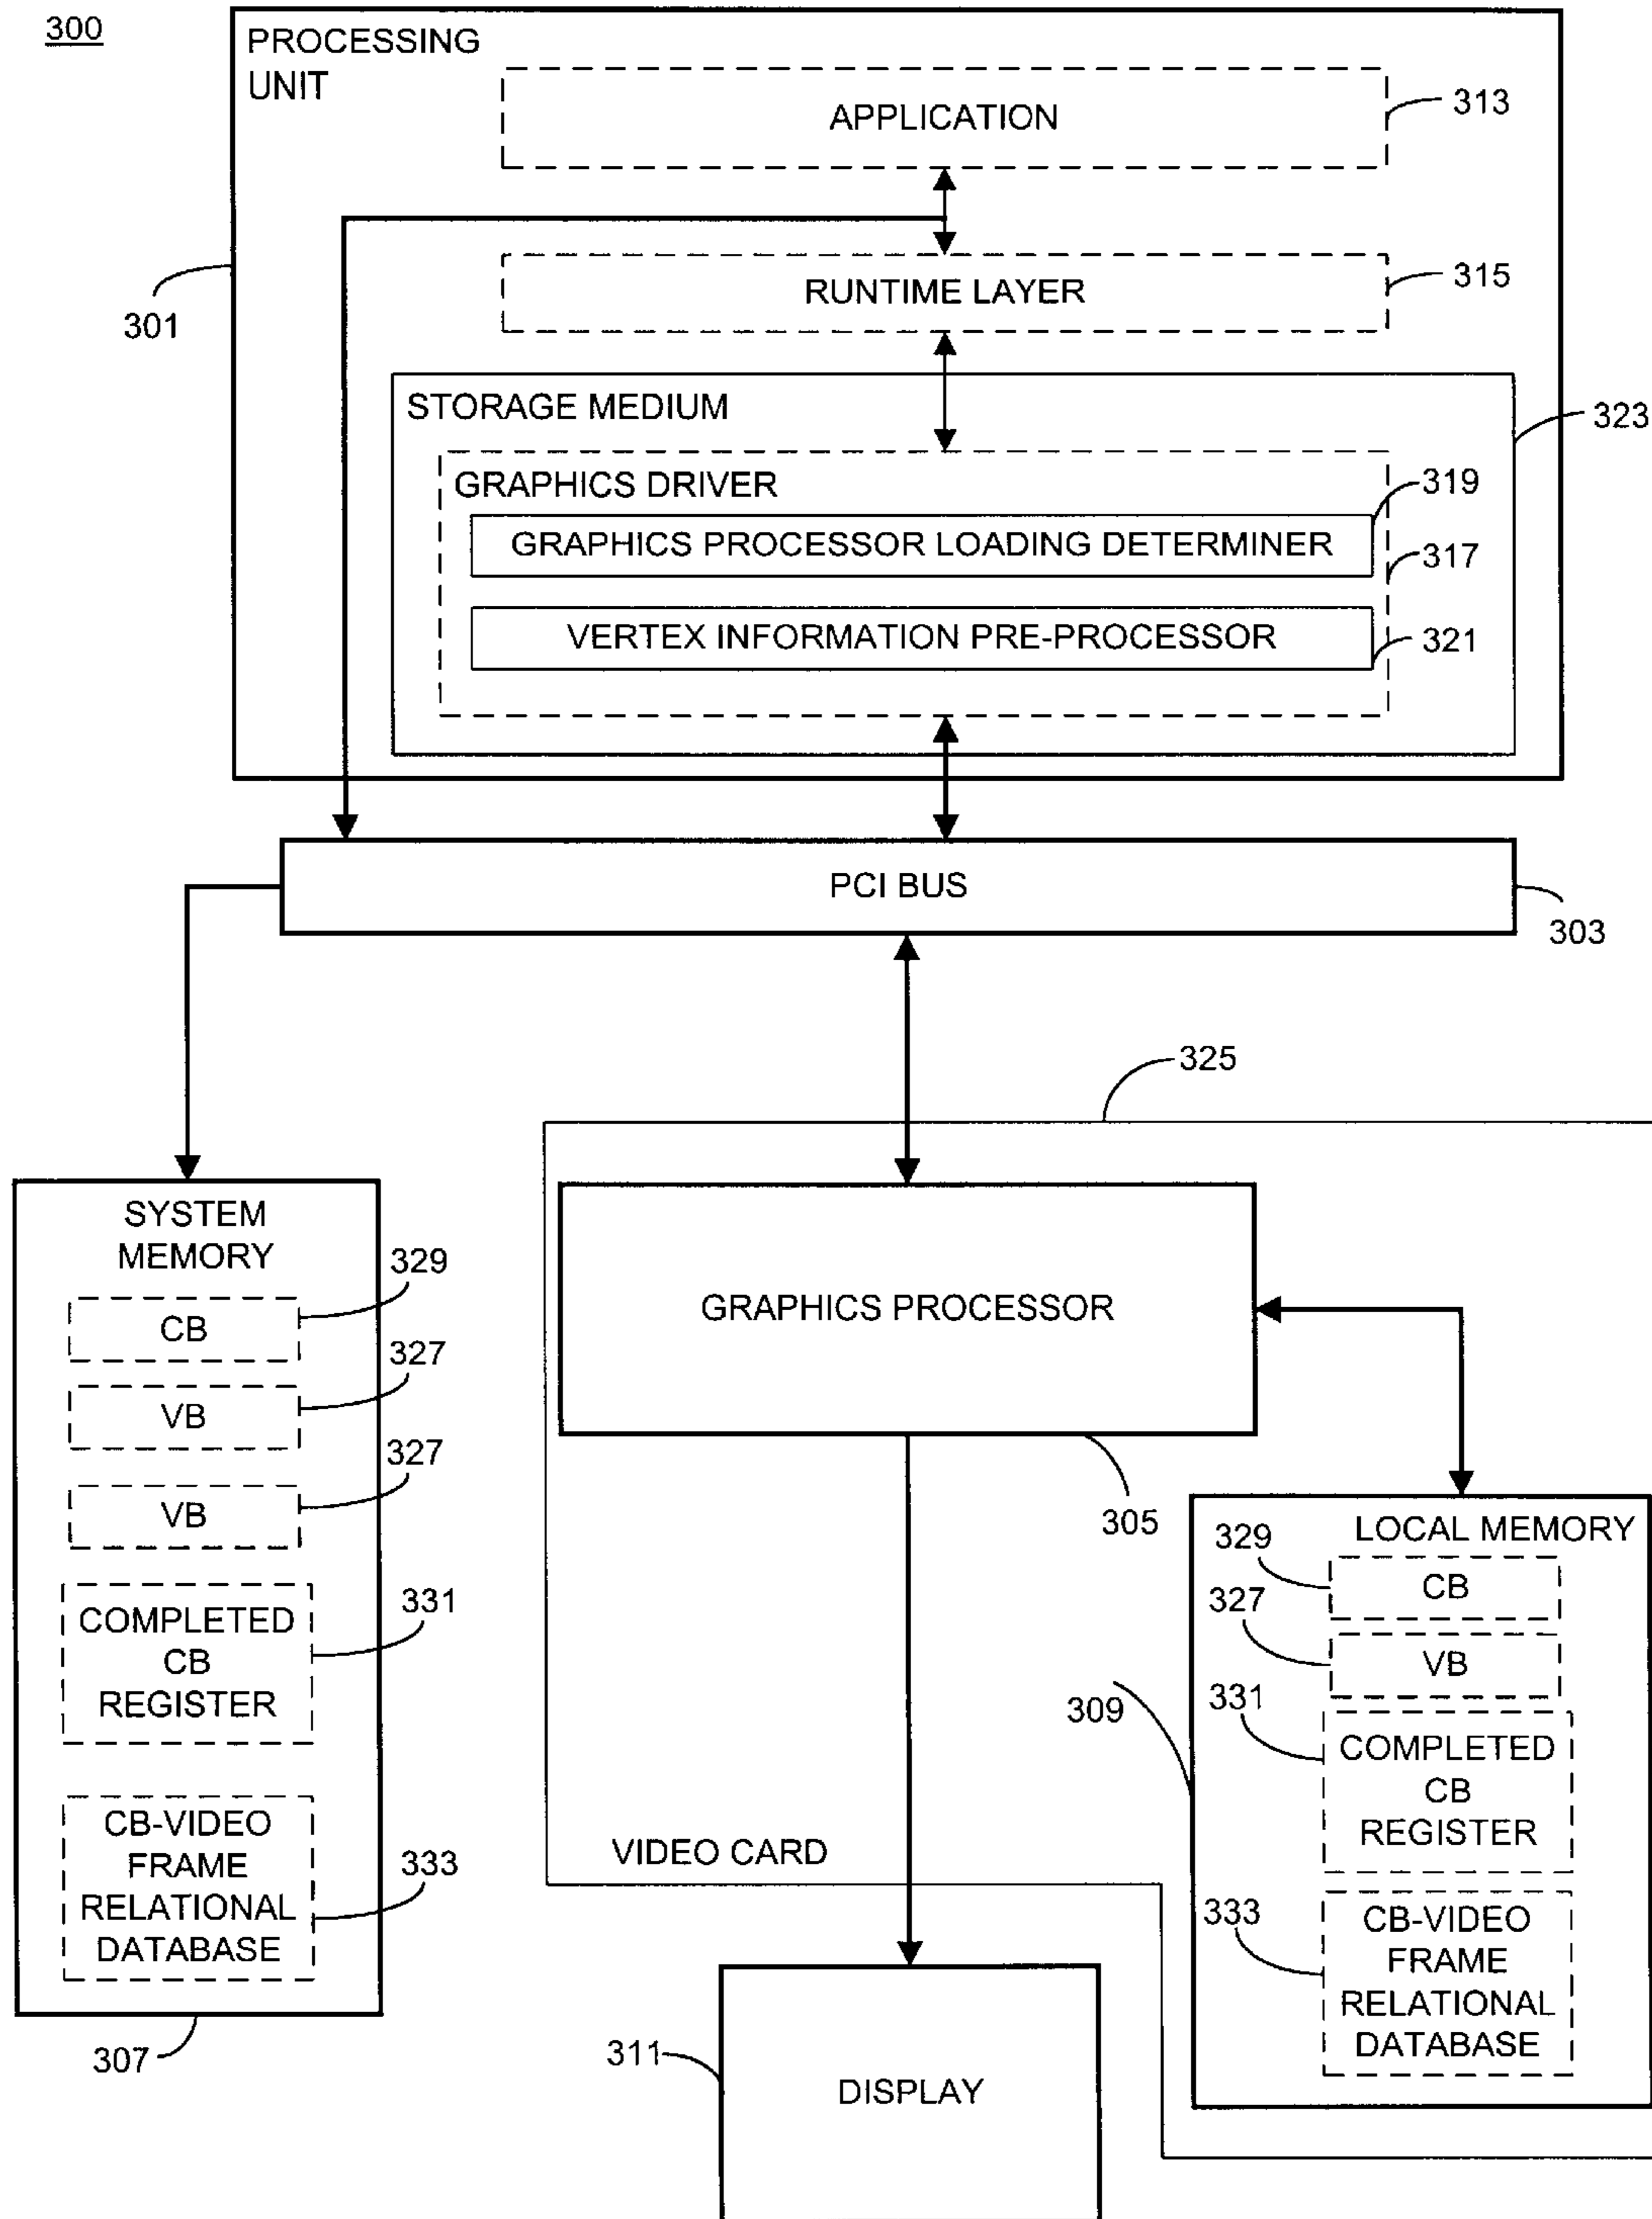 300
PROCESSING
UNIT
APPLICATION
313
RUNTIME LAYER
315
301
STORAGE MEDIUM
323
GRAPHICS DRIVER
319
GRAPHICS PROCESSOR LOADING DETERMINER
317
VERTEX INFORMATION PRE-PROCESSOR
321
PCI BUS
303
325
SYSTEM
MEMORY
329
CB
327
VB
327
VB
COMPLETED
CB
REGISTER
331
CB-VIDEO
FRAME
RELATIONAL
DATABASE
333
307
GRAPHICS PROCESSOR
305
LOCAL MEMORY
329
CB
327
VB
331
309
COMPLETED
CB
REGISTER
VIDEO CARD
333
CB-VIDEO
FRAME
RELATIONAL
DATABASE
311
DISPLAY